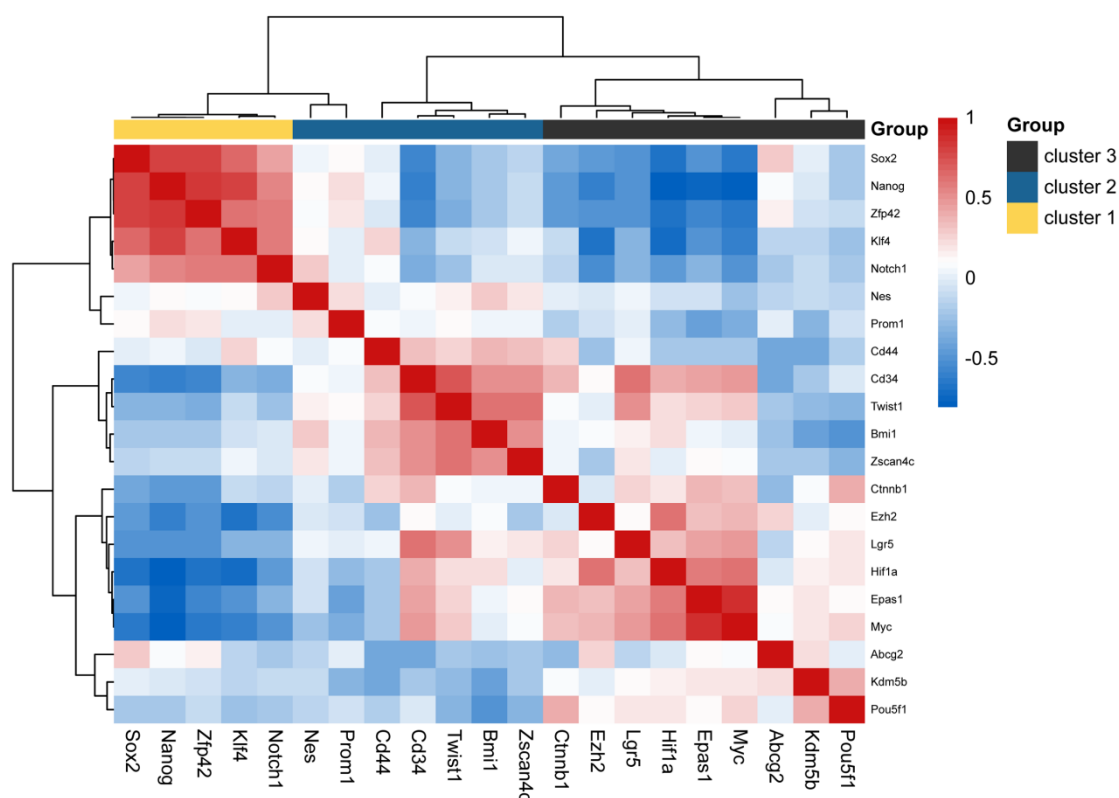 Group
Sox2
Nanog
Zfp42
Klf4
Notch1
Nes
Prom1
Cd44
Cd34
Twist1
Bmi1
Zscan4c
Ctnnb1
Ezh2
Lgr5
Hif1a
Epas1
Myc
Abcg2
Kdm5b
Pou5f1
1
0.5
0
-0.5
Group
cluster 3
cluster 2
cluster 1
Sox2
Nanog
Zfp42
Klf4
Notch1
Nes
Prom1
Cd44
Cd34
Twist1
Bmi1
Zscan4c
Ctnnb1
Ezh2
Lgr5
Hif1a
Epas1
Myc
Abcg2
Kdm5b
Pou5f1